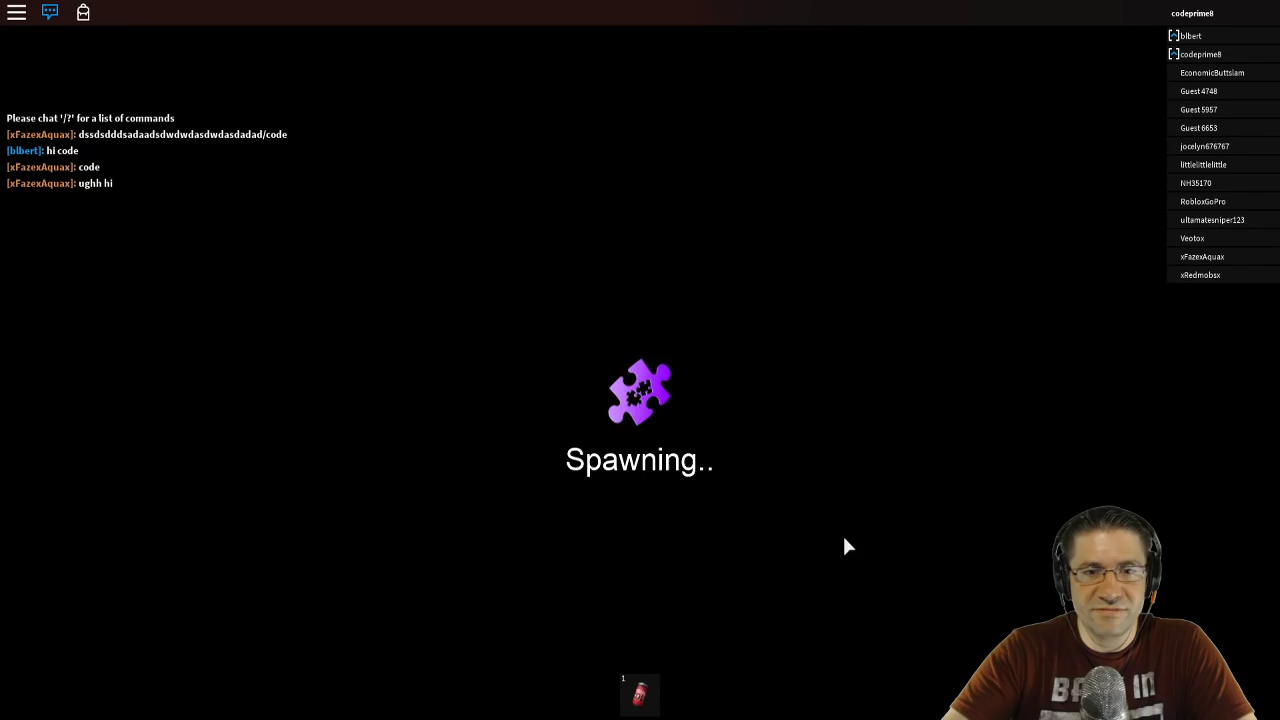 codeprime8
blbert
codeprime8
EconomicButtslam
Guest 4748
Guest 5957
Guest 6653
jocelyn676767
littlelittlelittle
NH35170
RobloxGoPro
ultamatesniper123
Veotox
xFazexAquax
xRedmobsx
Please chat '/?' for a list of commands
[xFazexAquax]: dssdsdddsadaadsdwdwdasdwdasdadad/code
[blbert]: hi code
[xFazexAquax]: code
[xFazexAquax]: ughh hi
Spawning..
1